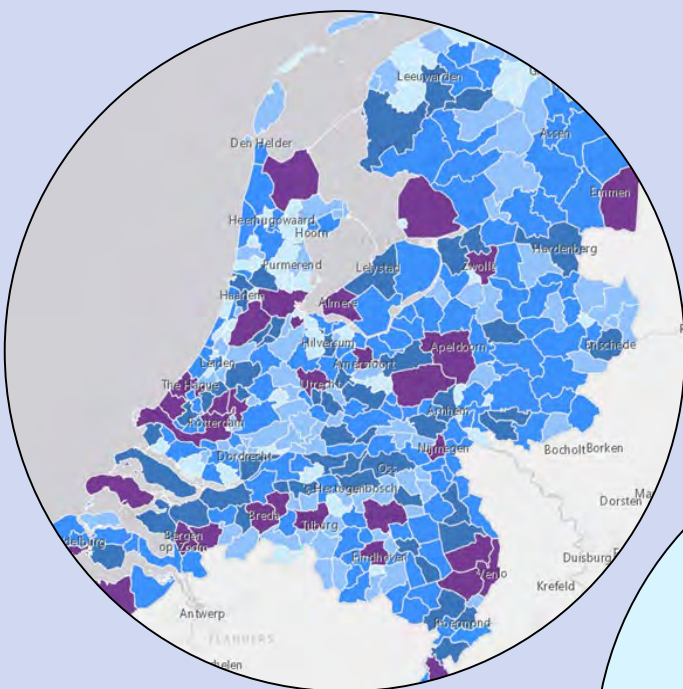 Leeuwarden
Assen
Den Helder
Emmen
Heerhugowaard
Hoorn
Hardenberg
Purmerend
Lelystad
Zwolle
Haarlem
Almere
Hilversum
Apeldoorn
Enschede
Leiden
Amersfoort
The Hague
Utrecht
Arnhem
Rotterdam
Nijmegen
Bocholt
Borken
Dordrecht
Oss
's-Hertogenbosch
Dorsten
Breda
Tilburg
Bergen
op Zoom
delburg
Eindhoven
Duisburg
Venlo
Krefeld
Antwerp
Roermond
FLANDERS
chelen